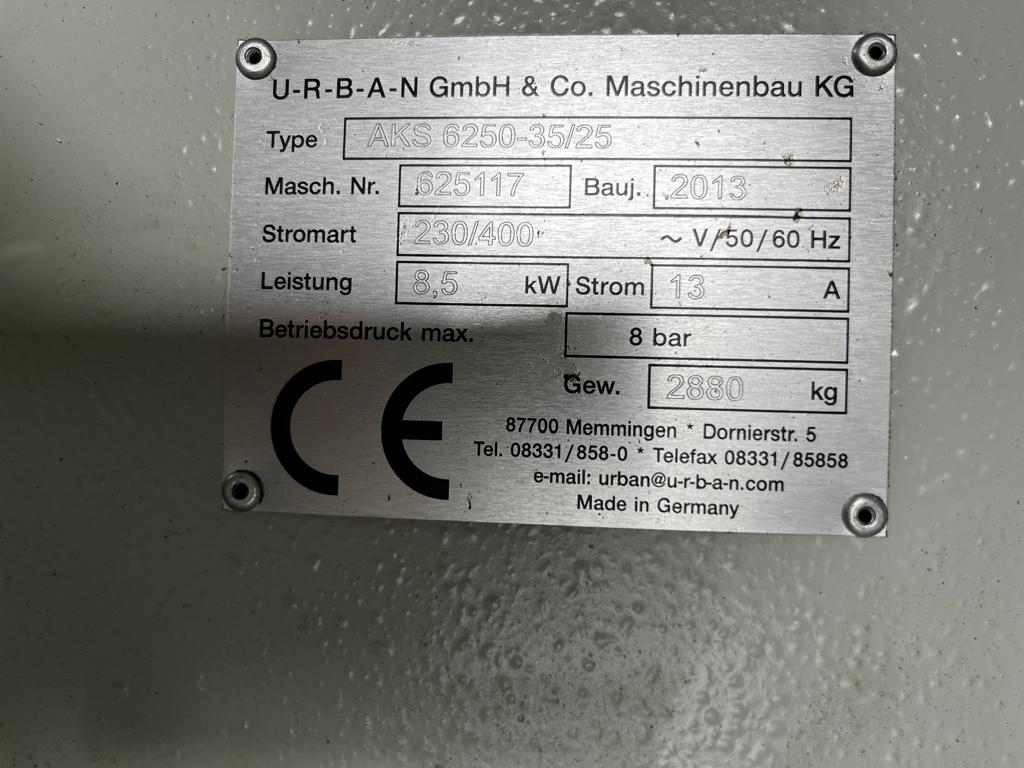 U-R-B-A-N GmbH & Co. Maschinenbau KG
Type AKS 6250-35/25
Masch. Nr. 625117 Bauj. 2013
Stromart 230/400 ~ V/50/60 Hz
Leistung 8,5 kW Strom 13 A
Betriebsdruck max. 8 bar
Gew. 2880 kg
CE
87700 Memmingen * Dornierstr. 5
Tel. 08331/858-0 * Telefax 08331/85858
e-mail: urban@u-r-b-a-n.com
Made in Germany